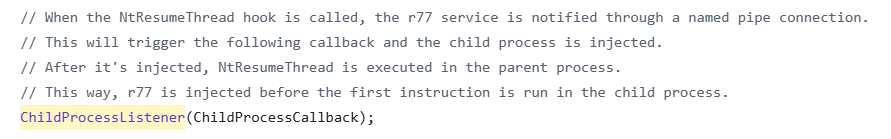 // When the NtResumeThread hook is called, the r77 service is notified through a named pipe connection.
// This will trigger the following callback and the child process is injected.
// After it's injected, NtResumeThread is executed in the parent process.
// This way, r77 is injected before the first instruction is run in the child process.
ChildProcessListener(ChildProcessCallback);